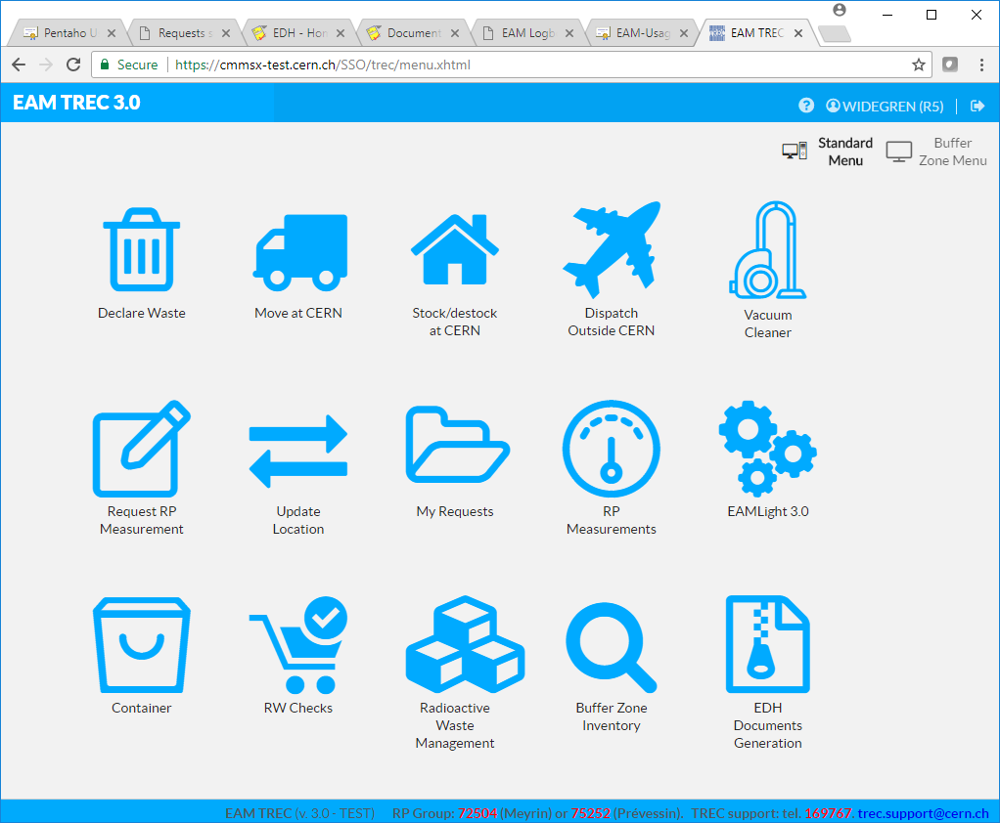 Pentaho U
Requests s
EDH - Hom
Document
EAM Logb
EAM-Usag
EAM TREC
Secure https://cmmsx-test.cern.ch/SSO/trec/menu.xhtml
EAM TREC 3.0
? WIDEGREN (R5)
Standard
Menu
Buffer
Zone Menu
Declare Waste
Move at CERN
Stock/destock
at CERN
Dispatch
Outside CERN
Vacuum
Cleaner
Request RP
Measurement
Update
Location
My Requests
RP
Measurements
EAMLight 3.0
Container
RW Checks
Radioactive
Waste
Management
Buffer Zone
Inventory
EDH
Documents
Generation
EAM TREC (v. 3.0 - TEST) RP Group: 72504 (Meyrin) or 75252 (Prévessin). TREC support: tel. 169767. trec.support@cern.ch